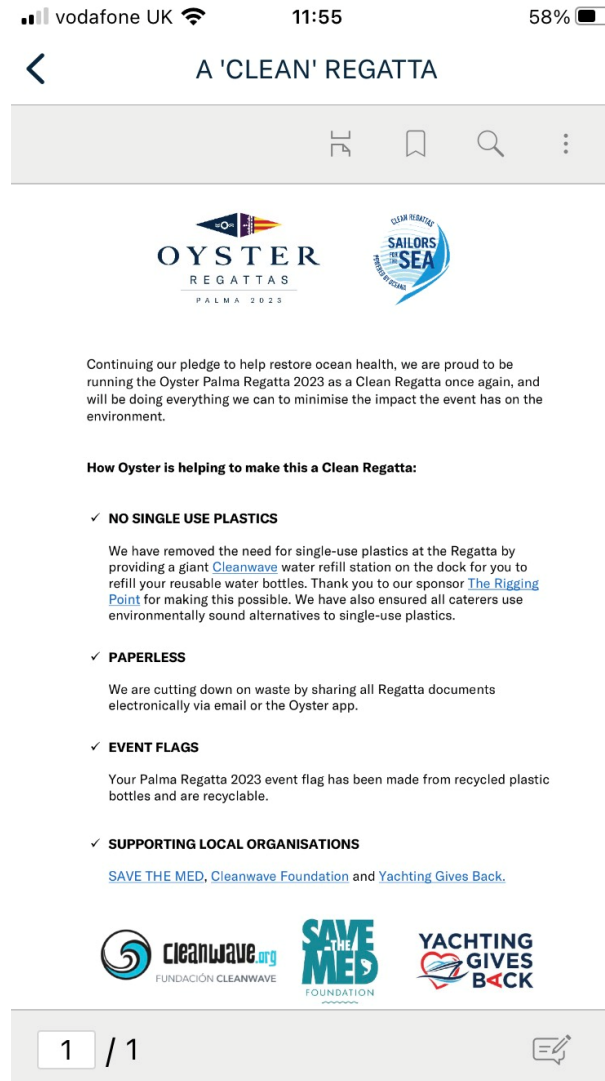 vodafone UK 11:55 58%
A 'CLEAN' REGATTA
OYSTER
REGATTAS
PALMA 2023
CLEAN REGATTAS
SAILORS
FOR THE
SEA
POWERED BY OCEANA
Continuing our pledge to help restore ocean health, we are proud to be
running the Oyster Palma Regatta 2023 as a Clean Regatta once again, and
will be doing everything we can to minimise the impact the event has on the
environment.
How Oyster is helping to make this a Clean Regatta:
✓ NO SINGLE USE PLASTICS
We have removed the need for single-use plastics at the Regatta by
providing a giant Cleanwave water refill station on the dock for you to
refill your reusable water bottles. Thank you to our sponsor The Rigging
Point for making this possible. We have also ensured all caterers use
environmentally sound alternatives to single-use plastics.
✓ PAPERLESS
We are cutting down on waste by sharing all Regatta documents
electronically via email or the Oyster app.
✓ EVENT FLAGS
Your Palma Regatta 2023 event flag has been made from recycled plastic
bottles and are recyclable.
✓ SUPPORTING LOCAL ORGANISATIONS
SAVE THE MED, Cleanwave Foundation and Yachting Gives Back.
cleanwave.org
FUNDACIÓN CLEANWAVE
SAVE
THE
MED
FOUNDATION
YACHTING
GIVES
BACK
1 / 1